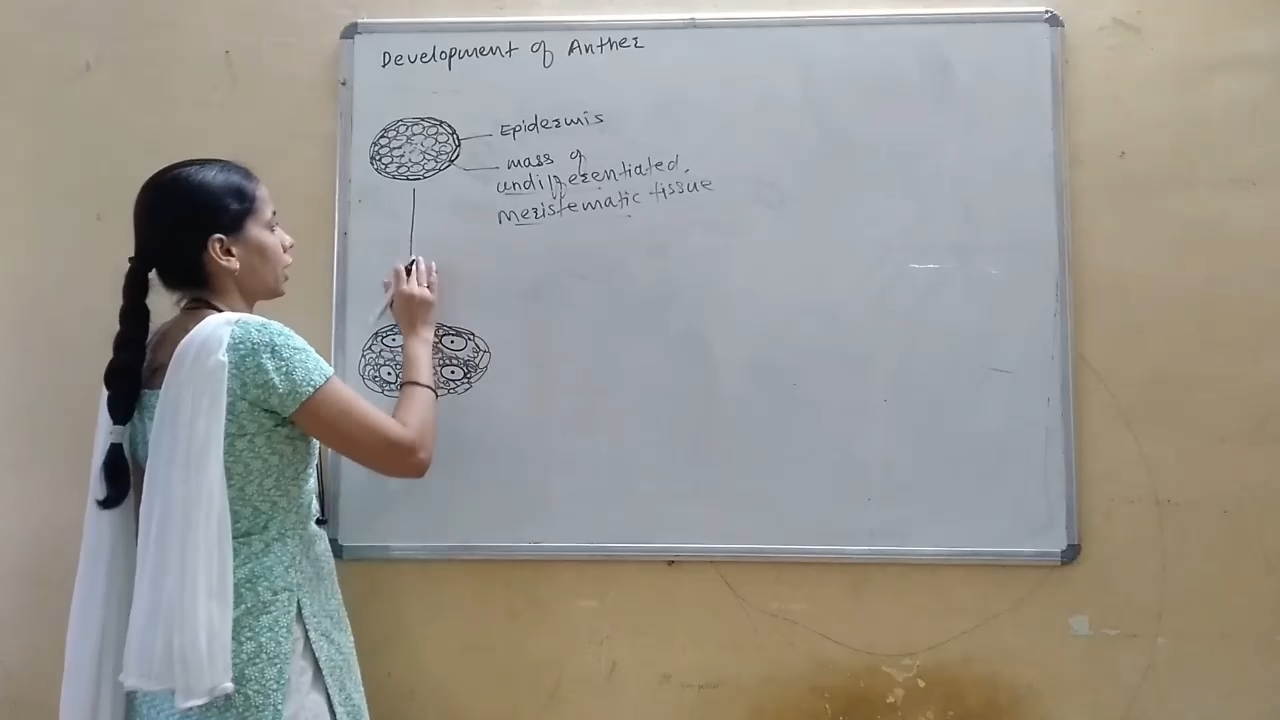 Development of Anther
Epidermis
mass of
undifferentiated,
meristematic tissue